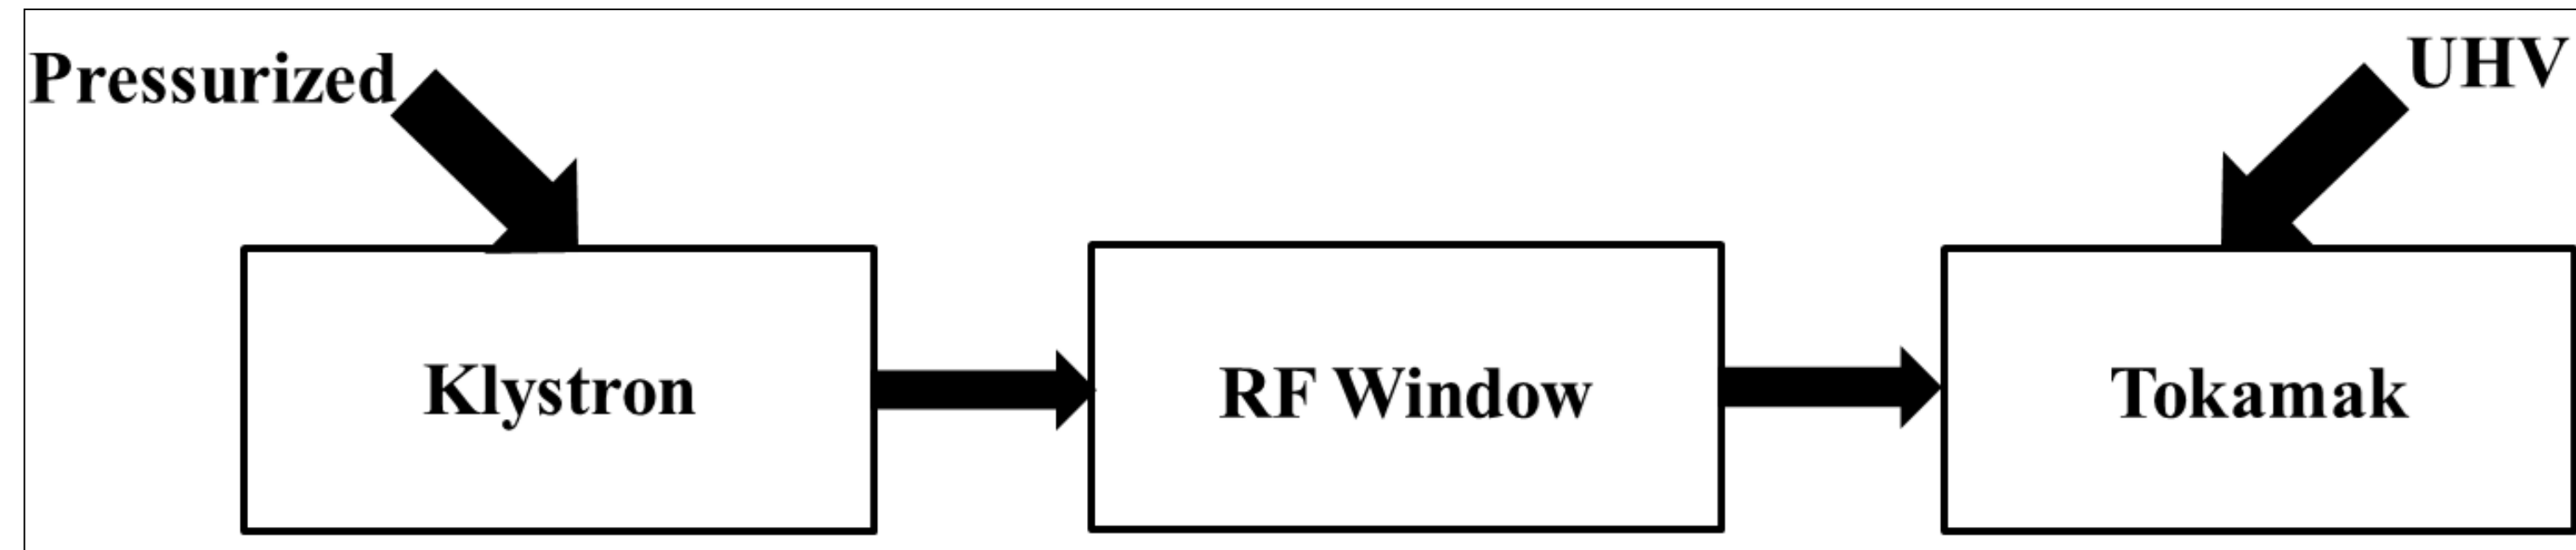 Pressurized
UHV
Klystron
RF Window
Tokamak